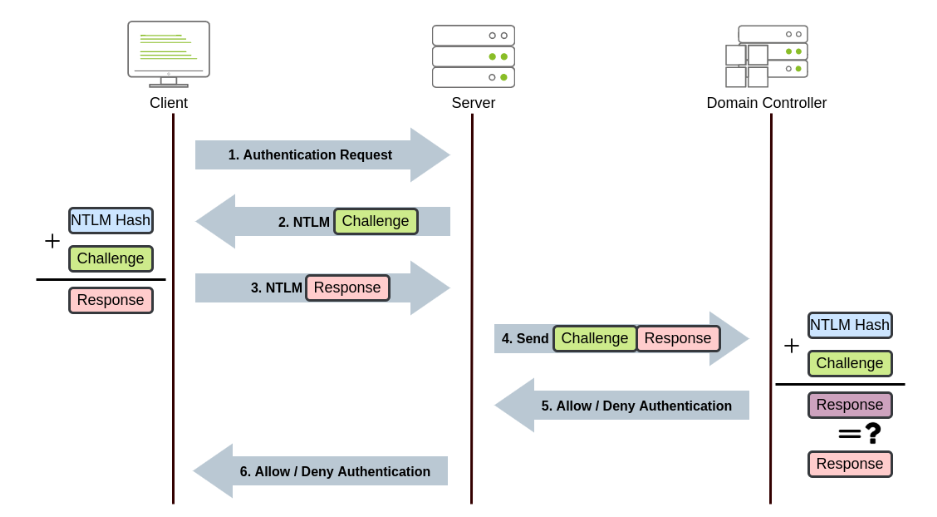 Client
Server
Domain Controller
1. Authentication Request
NTLM Hash
+
Challenge
Response
2. NTLM Challenge
3. NTLM Response
4. Send Challenge Response
5. Allow / Deny Authentication
6. Allow / Deny Authentication
NTLM Hash
+
Challenge
Response
=?
Response